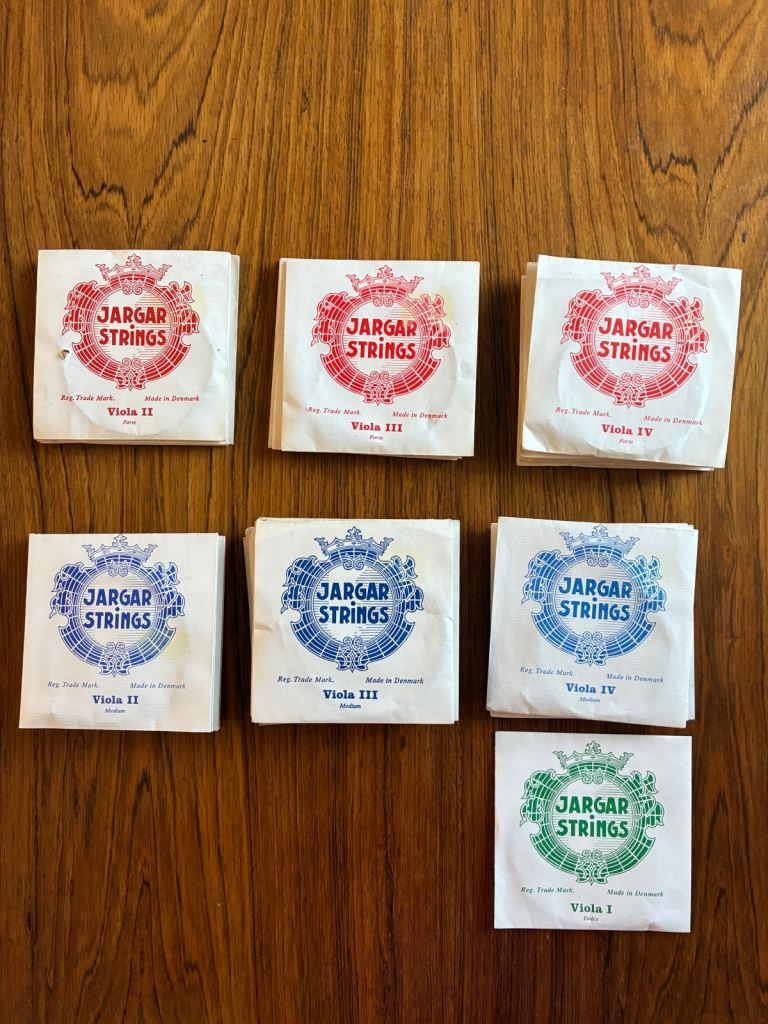 JARGAR
STRiNGS
Reg. Trade Mark. Made in Denmark
Viola II
Forte
JARGAR
STRiNGS
Reg. Trade Mark. Made in Denmark
Viola III
Forte
JARGAR
STRiNGS
Reg. Trade Mark. Made in Denmark
Viola IV
Forte
JARGAR
STRiNGS
Reg. Trade Mark. Made in Denmark
Viola II
Medium
JARGAR
STRiNGS
Reg. Trade Mark. Made in Denmark
Viola III
Medium
JARGAR
STRiNGS
Reg. Trade Mark. Made in Denmark
Viola IV
Medium
JARGAR
STRiNGS
Reg. Trade Mark. Made in Denmark
Viola I
Dolce